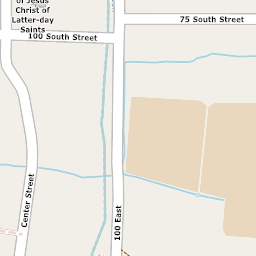 of Jesus
Christ of
Latter-day
Saints
75 South Street
100 South Street
Center Street
100 East